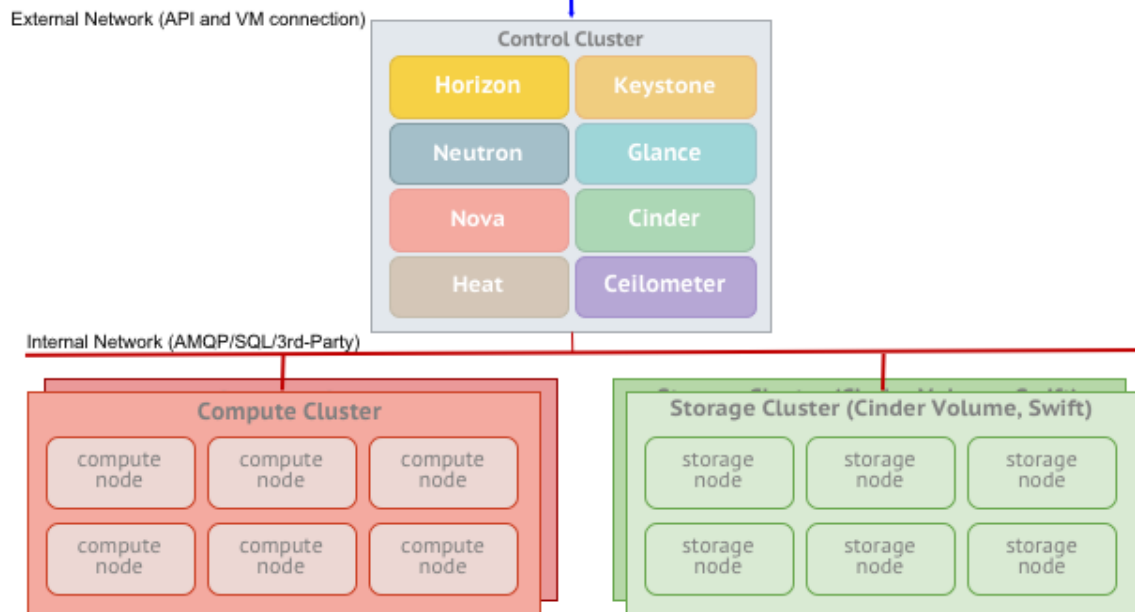 External Network (API and VM connection)
Control Cluster
Horizon
Keystone
Neutron
Glance
Nova
Cinder
Heat
Ceilometer
Internal Network (AMQP/SQL/3rd-Party)
Compute Cluster
compute
node
compute
node
compute
node
compute
node
compute
node
compute
node
Storage Cluster (Cinder Volume, Swift)
storage
node
storage
node
storage
node
storage
node
storage
node
storage
node